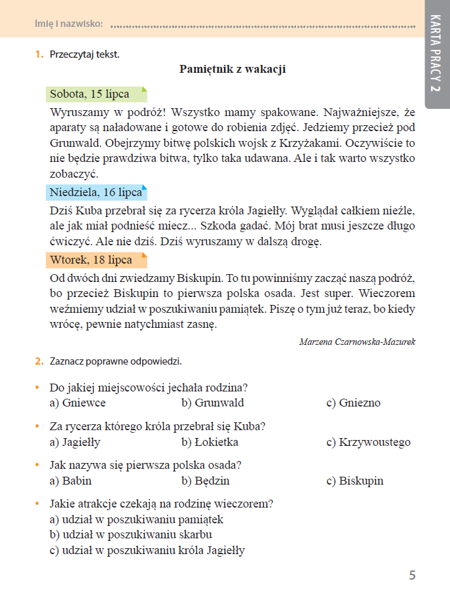 Imię i nazwisko:
KARTA PRACY 2
1. Przeczytaj tekst.
Pamiętnik z wakacji
Sobota, 15 lipca
Wyruszamy w podróż! Wszystko mamy spakowane. Najważniejsze, że
aparaty są naładowane i gotowe do robienia zdjęć. Jedziemy przecież pod
Grunwald. Obejrzymy bitwę polskich wojsk z Krzyżakami. Oczywiście to
nie będzie prawdziwa bitwa, tylko taka udawana. Ale i tak warto wszystko
zobaczyć.
Niedziela, 16 lipca
Dziś Kuba przebrał się za rycerza króla Jagiełły. Wyglądał całkiem nieźle,
ale jak miał podnieść miecz... Szkoda gadać. Mój brat musi jeszcze długo
ćwiczyć. Ale nie dziś. Dziś wyruszamy w dalszą drogę.
Wtorek, 18 lipca
Od dwóch dni zwiedzamy Biskupin. To tu powinniśmy zacząć naszą podróż,
bo przecież Biskupin to pierwsza polska osada. Jest super. Wieczorem
weźmiemy udział w poszukiwaniu pamiątek. Piszę o tym już teraz, bo kiedy
wrócę, pewnie natychmiast zasnę.
Marzena Czarnowska-Mazurek
2. Zaznacz poprawne odpowiedzi.
• Do jakiej miejscowości jechała rodzina?
a) Gniewce b) Grunwald c) Gniezno
• Za rycerza którego króla przebrał się Kuba?
a) Jagiełły b) Łokietka c) Krzywoustego
• Jak nazywa się pierwsza polska osada?
a) Babin b) Będzin c) Biskupin
• Jakie atrakcje czekają na rodzinę wieczorem?
a) udział w poszukiwaniu pamiątek
b) udział w poszukiwaniu skarbu
c) udział w poszukiwaniu króla Jagiełły
5